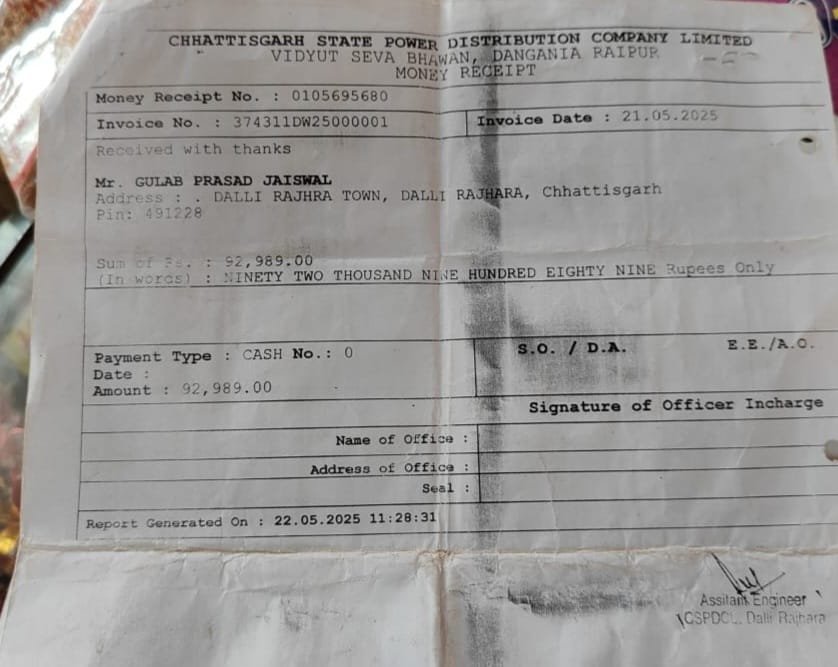 CHHATTISGARH STATE POWER DISTRIBUTION COMPANY LIMITED
VIDYUT SEVA BHAWAN, DANGANIA RAIPUR
MONEY RECEIPT
Money Receipt No. : 0105695680
Invoice No. : 374311DW25000001 Invoice Date : 21.05.2025
Received with thanks
Mr. GULAB PRASAD JAISWAL
Address : . DALLI RAJHRA TOWN, DALLI RAJHARA, Chhattisgarh
Pin: 491228
Sum of Rs. : 92,989.00
(In words) : NINETY TWO THOUSAND NINE HUNDRED EIGHTY NINE Rupees Only
Payment Type : CASH No.: 0 S.O. / D.A. E.E./A.O.
Date :
Amount : 92,989.00
Signature of Officer Incharge
Name of Office :
Address of Office :
Seal :
Report Generated On : 22.05.2025 11:28:31
Assitant Engineer
CSPDCL. Dalli Rajhara